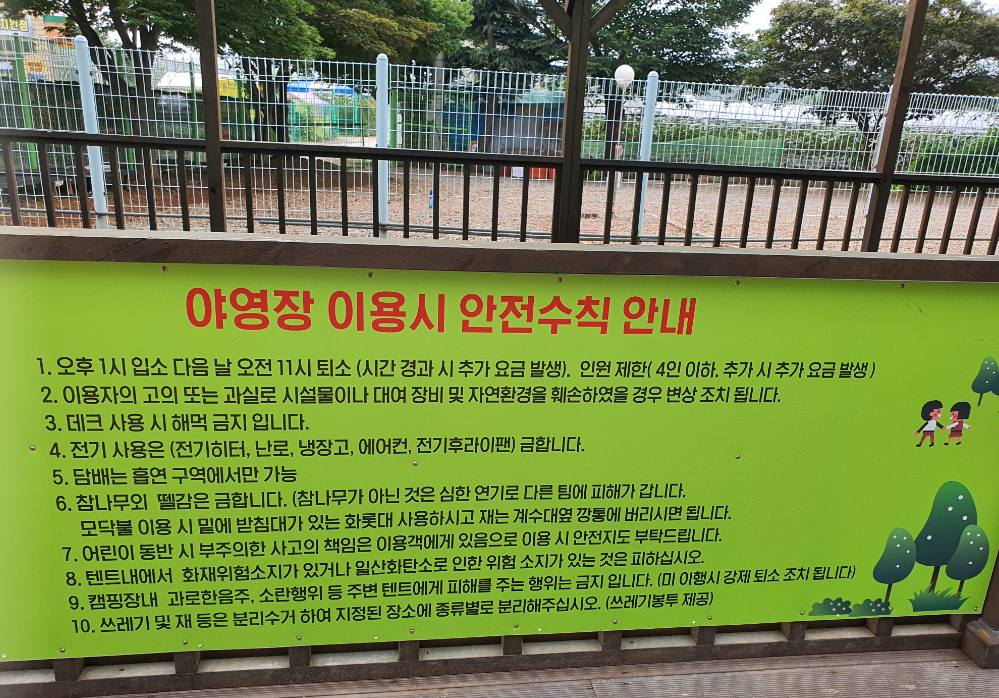 야영장 이용시 안전수칙 안내
1. 오후 1시 입소 다음 날 오전 11시 퇴소 (시간 경과 시 추가 요금 발생). 인원 제한( 4인 이하. 추가 시 추가 요금 발생 )
2. 이용자의 고의 또는 과실로 시설물이나 대여 장비 및 자연환경을 훼손하였을 경우 변상 조치 됩니다.
3. 데크 사용 시 해먹 금지 입니다.
4. 전기 사용은 (전기히터, 난로, 냉장고, 에어컨, 전기후라이팬) 금합니다.
5. 담배는 흡연 구역에서만 가능
6. 참나무외 뗄감은 금합니다. (참나무가 아닌 것은 심한 연기로 다른 팀에 피해가 갑니다.
모닥불 이용 시 밑에 받침대가 있는 화롯대 사용하시고 재는 계수대옆 깡통에 버리시면 됩니다.
7. 어린이 동반 시 부주의한 사고의 책임은 이용객에게 있음으로 이용 시 안전지도 부탁드립니다.
8. 텐트내에서 화재위험소지가 있거나 일산화탄소로 인한 위험 소지가 있는 것은 피하십시오.
9. 캠핑장내 과로한음주, 소란행위 등 주변 텐트에게 피해를 주는 행위는 금지 입니다. (미 이행시 강제 퇴소 조치 됩니다)
10. 쓰레기 및 재 등은 분리수거 하여 지정된 장소에 종류별로 분리해주십시오. (쓰레기봉투 제공)